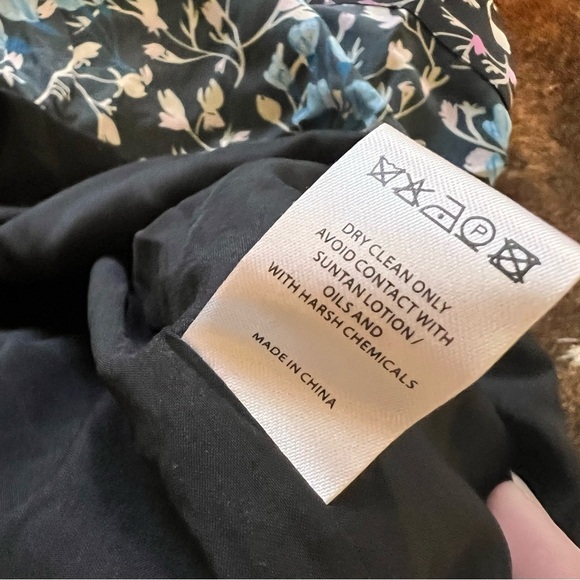 P
DRY CLEAN ONLY
AVOID CONTACT WITH
SUNTAN LOTION /
OILS AND
WITH HARSH CHEMICALS
MADE IN CHINA